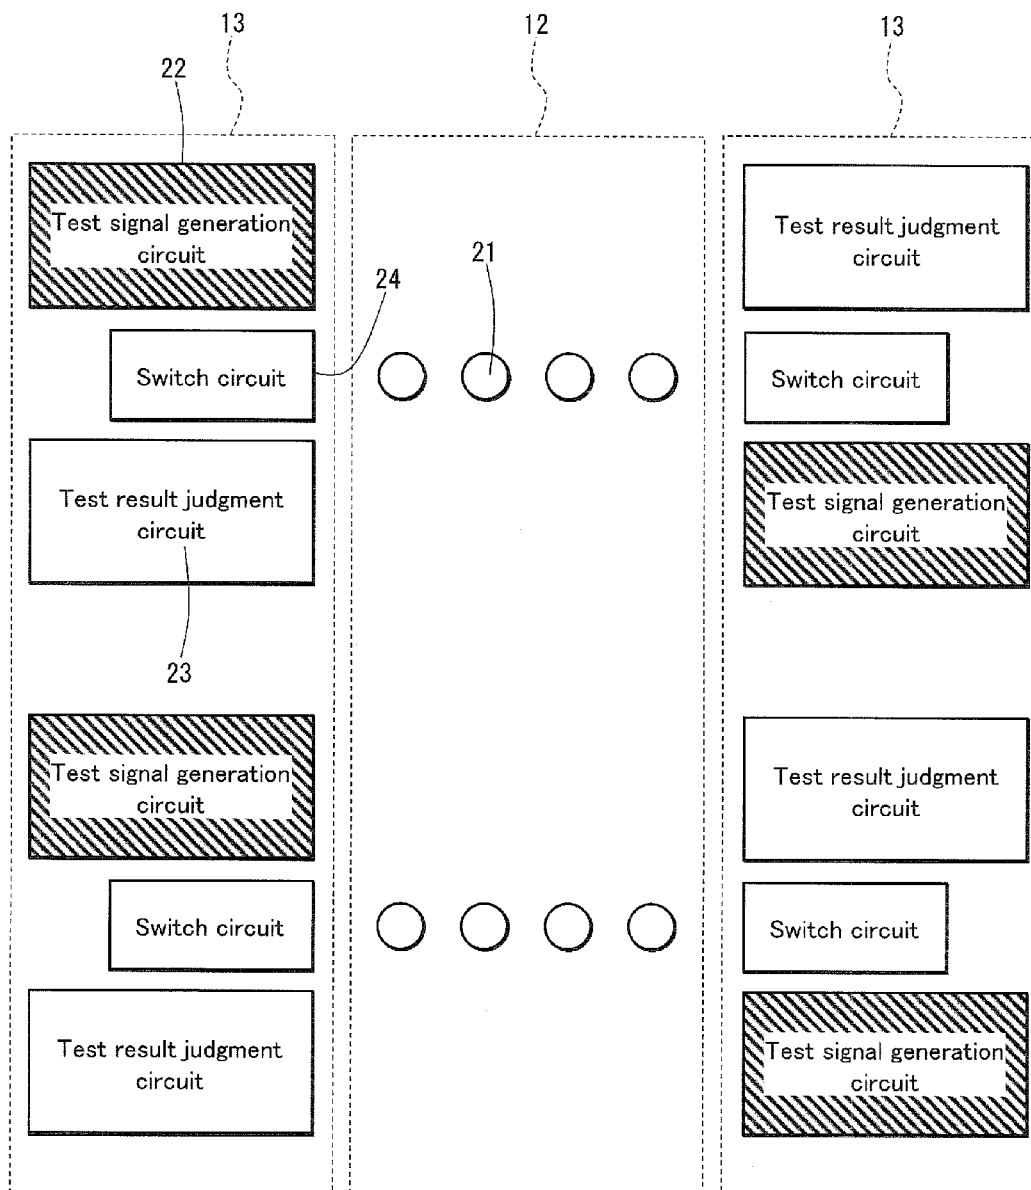 13
12
13
22
Test signal generation
circuit
24
Switch circuit
Test result judgment
circuit
23
Test signal generation
circuit
Switch circuit
Test result judgment
circuit
21
Test result judgment
circuit
Switch circuit
Test signal generation
circuit
Test result judgment
circuit
Switch circuit
Test signal generation
circuit